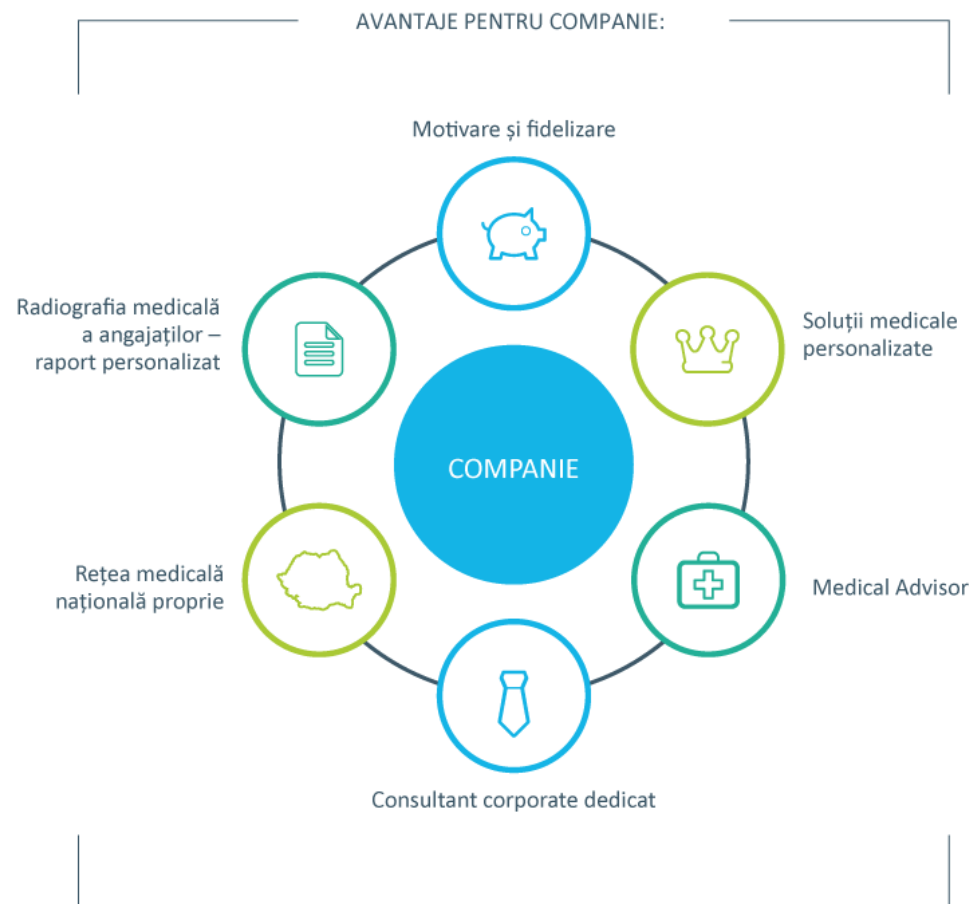 AVANTAJE PENTRU COMPANIE:
Motivare și fidelizare
Radiografia medicală
a angajaților –
raport personalizat
Soluții medicale
personalizate
COMPANIE
Rețea medicală
națională proprie
Medical Advisor
Consultant corporate dedicat